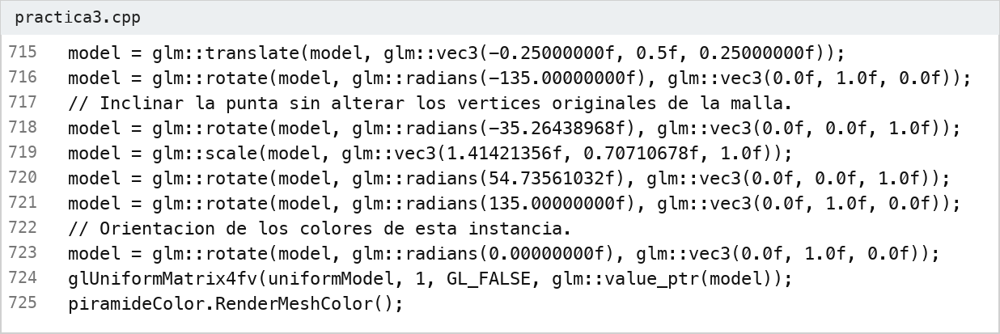 practica3.cpp
715 model = glm::translate(model, glm::vec3(−0.25000000f, 0.5f, 0.25000000f));
716 model = glm::rotate(model, glm::radians(−135.00000000f), glm::vec3(0.0f, 1.0f, 0.0f));
717 // Inclinar la punta sin alterar los vertices originales de la malla.
718 model = glm::rotate(model, glm::radians(−35.26438968f), glm::vec3(0.0f, 0.0f, 1.0f));
719 model = glm::scale(model, glm::vec3(1.41421356f, 0.70710678f, 1.0f));
720 model = glm::rotate(model, glm::radians(54.73561032f), glm::vec3(0.0f, 0.0f, 1.0f));
721 model = glm::rotate(model, glm::radians(135.00000000f), glm::vec3(0.0f, 1.0f, 0.0f));
722 // Orientacion de los colores de esta instancia.
723 model = glm::rotate(model, glm::radians(0.00000000f), glm::vec3(0.0f, 1.0f, 0.0f));
724 glUniformMatrix4fv(uniformModel, 1, GL_FALSE, glm::value_ptr(model));
725 piramideColor.RenderMeshColor();